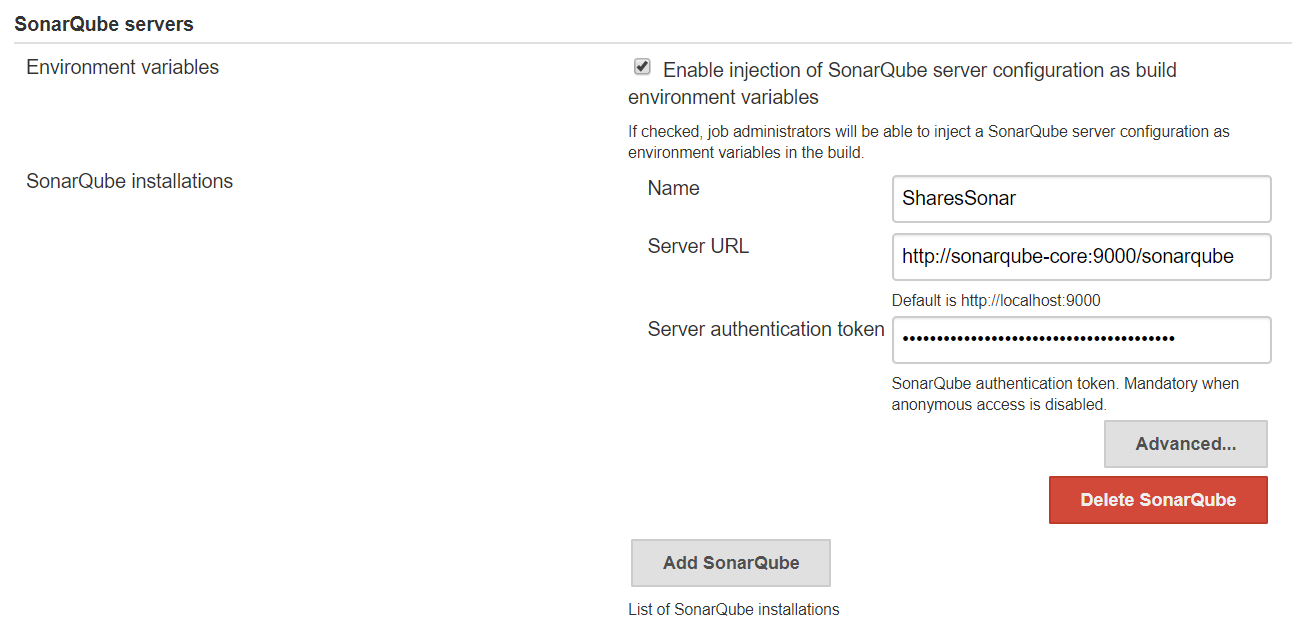 SonarQube servers
Environment variables
Enable injection of SonarQube server configuration as build
environment variables
If checked, job administrators will be able to inject a SonarQube server configuration as
environment variables in the build.
SonarQube installations
Name
SharesSonar
Server URL
http://sonarqube-core:9000/sonarqube
Default is http://localhost:9000
Server authentication token
••••••••••••••••••••••••••••••••••••••••
SonarQube authentication token. Mandatory when
anonymous access is disabled.
Advanced...
Delete SonarQube
Add SonarQube
List of SonarQube installations